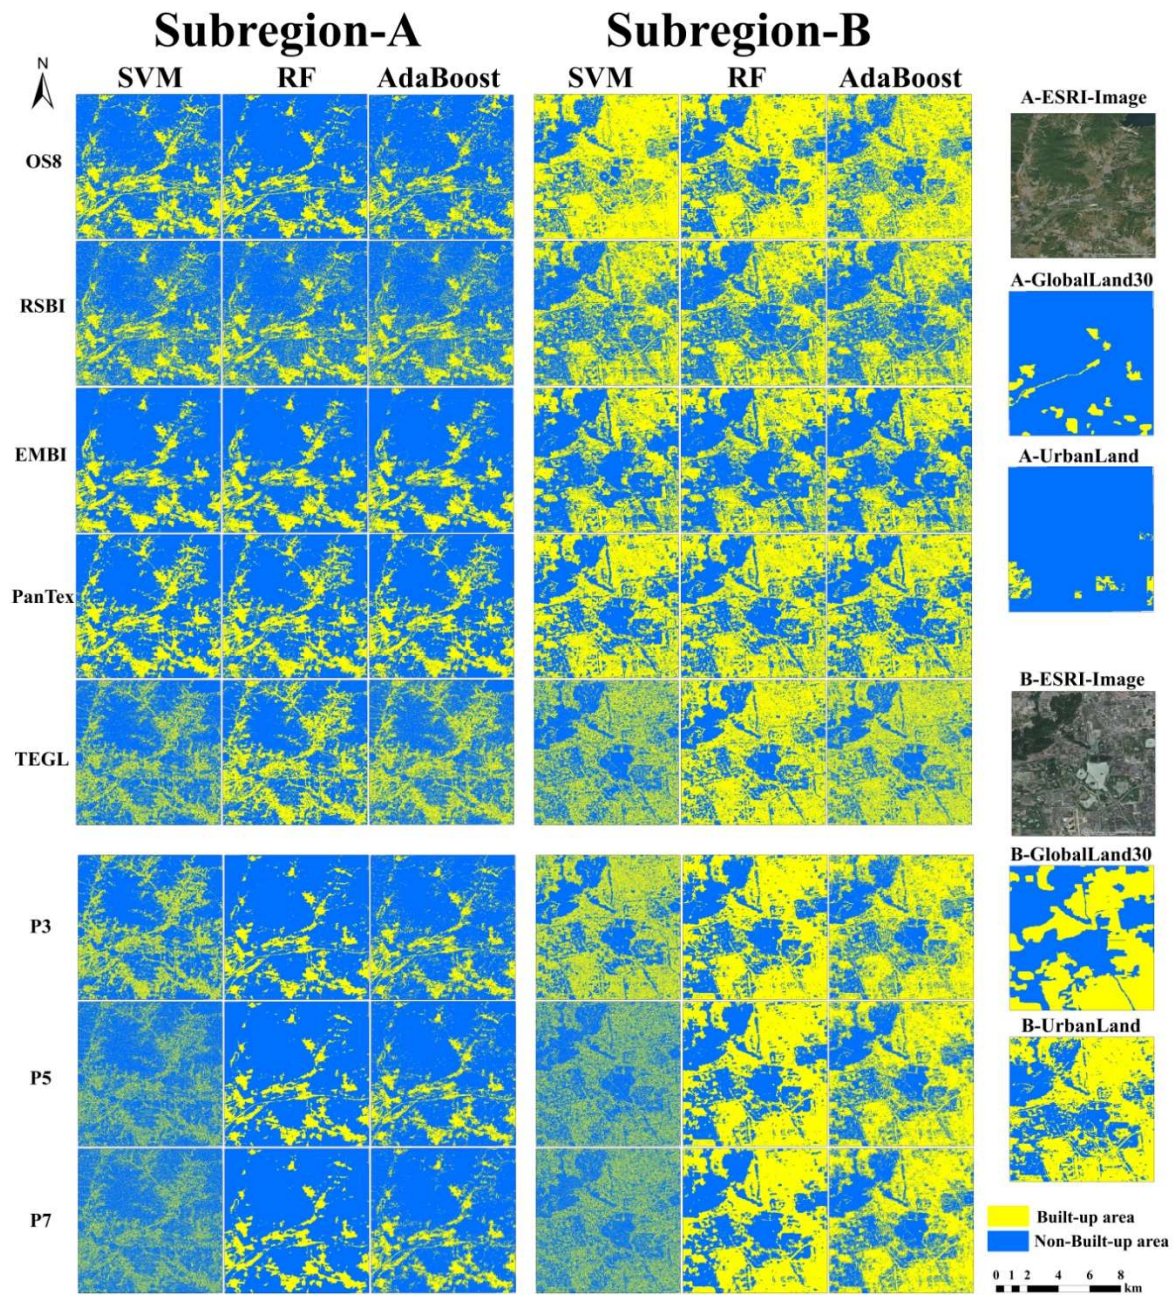 Subregion-A
Subregion-B
N
SVM RF AdaBoost
SVM RF AdaBoost
OS8
RSBI
EMBI
PanTex
TEGL
P3
P5
P7
A-ESRI-Image
A-GlobalLand30
A-UrbanLand
B-ESRI-Image
B-GlobalLand30
B-UrbanLand
Built-up area
Non-Built-up area
0 1 2 4 6 8
km